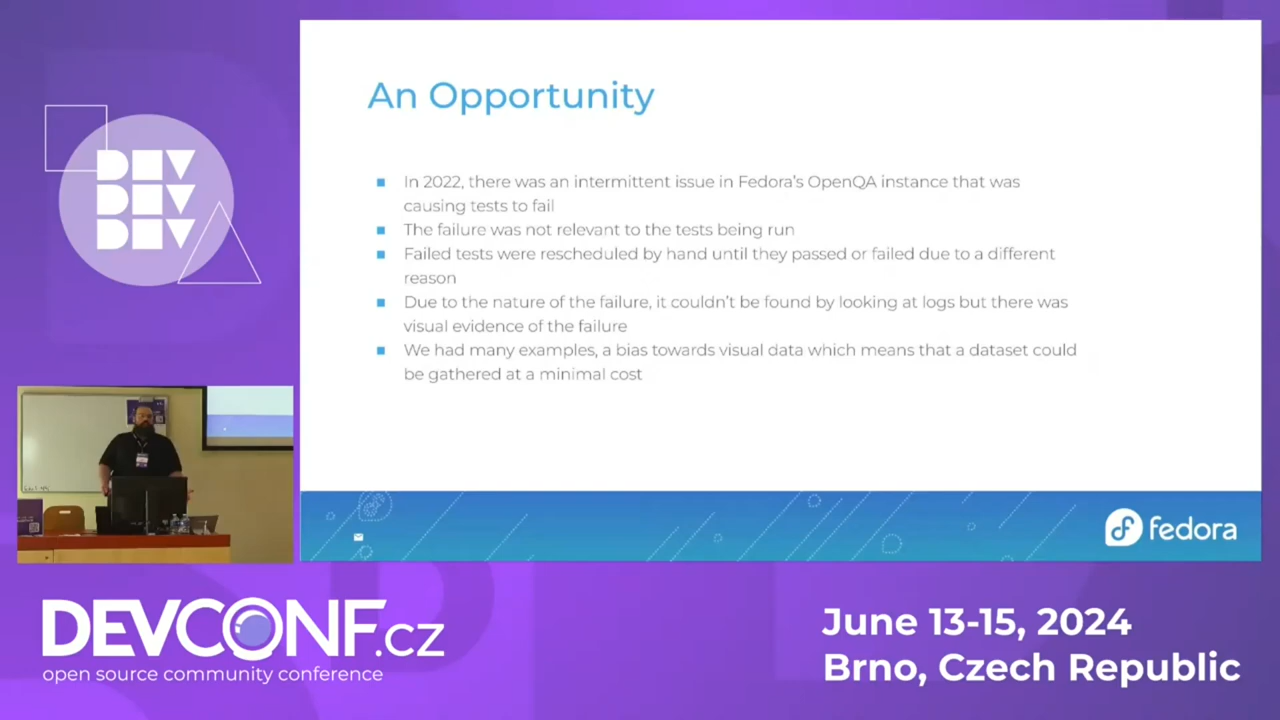 An Opportunity
In 2022, there was an intermittent issue in Fedora's OpenQA instance that was
causing tests to fail
The failure was not relevant to the tests being run
Failed tests were rescheduled by hand until they passed or failed due to a different
reason
Due to the nature of the failure, it couldn't be found by looking at logs but there was
visual evidence of the failure
We had many examples, a bias towards visual data which means that a dataset could
be gathered at a minimal cost
fedora
DEV
DEV
DEV
DEVCONF.cz
open source community conference
June 13-15, 2024
Brno, Czech Republic